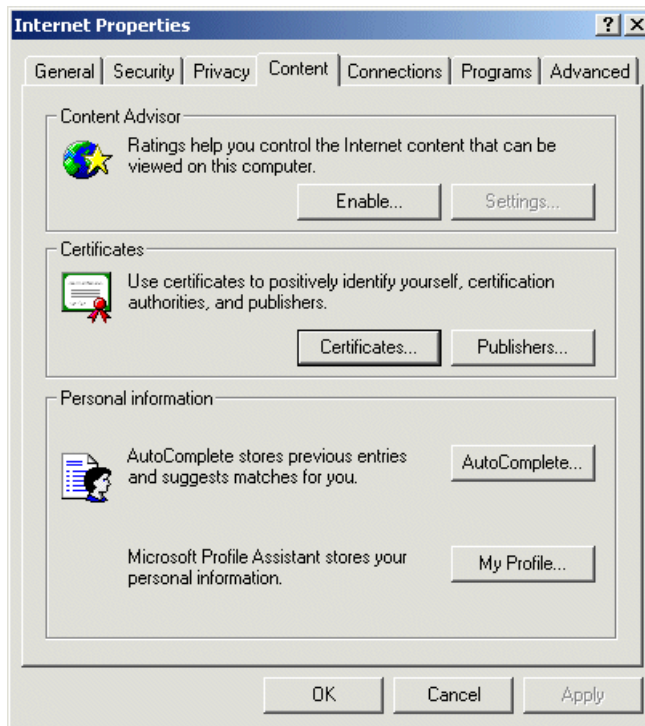 Internet Properties
General Security Privacy Content Connections Programs Advanced
Content Advisor
Ratings help you control the Internet content that can be
viewed on this computer.
Enable... Settings...
Certificates
Use certificates to positively identify yourself, certification
authorities, and publishers.
Certificates... Publishers...
Personal information
AutoComplete stores previous entries
and suggests matches for you.
AutoComplete...
Microsoft Profile Assistant stores your
personal information.
My Profile...
OK Cancel Apply